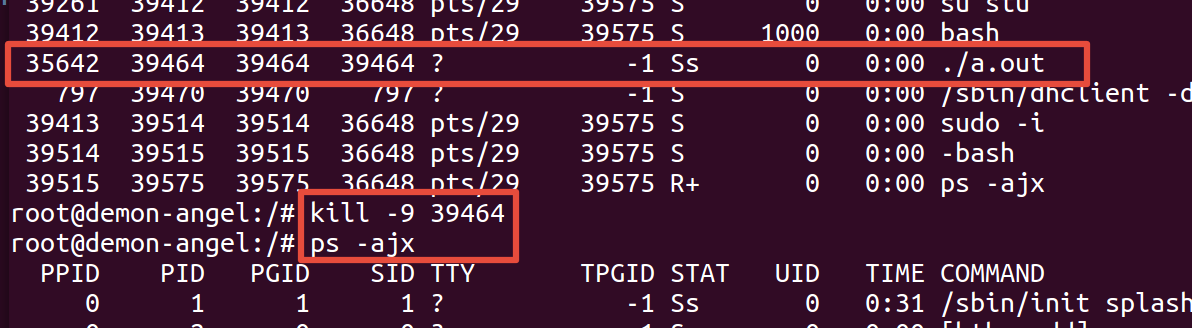 39261 39412 39412 36648 pts/29 39575 S 0 0:00 su stu
39412 39413 39413 36648 pts/29 39575 S 1000 0:00 bash
35642 39464 39464 39464 ? -1 Ss 0 0:00 ./a.out
797 39470 39470 797 ? -1 S 0 0:00 /sbin/dhclient -d
39413 39514 39514 36648 pts/29 39575 S 0 0:00 sudo -i
39514 39515 39515 36648 pts/29 39575 S 0 0:00 -bash
39515 39575 39575 36648 pts/29 39575 R+ 0 0:00 ps -ajx
root@demon-angel:/# kill -9 39464
root@demon-angel:/# ps -ajx
PPID PID PGID SID TTY TPGID STAT UID TIME COMMAND
0 1 1 1 ? -1 Ss 0 0:31 /sbin/init splash